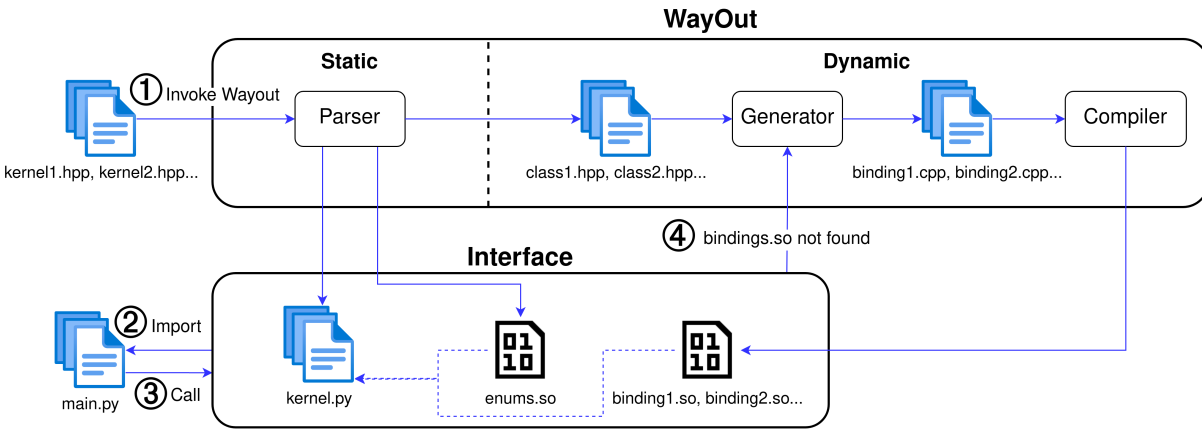 WayOut
Static
Dynamic
① Invoke Wayout
Parser
Generator
Compiler
kernel1.hpp, kernel2.hpp...
class1.hpp, class2.hpp...
binding1.cpp, binding2.cpp...
④ bindings.so not found
Interface
② Import
③ Call
0110
0110
main.py
kernel.py
enums.so
binding1.so, binding2.so...